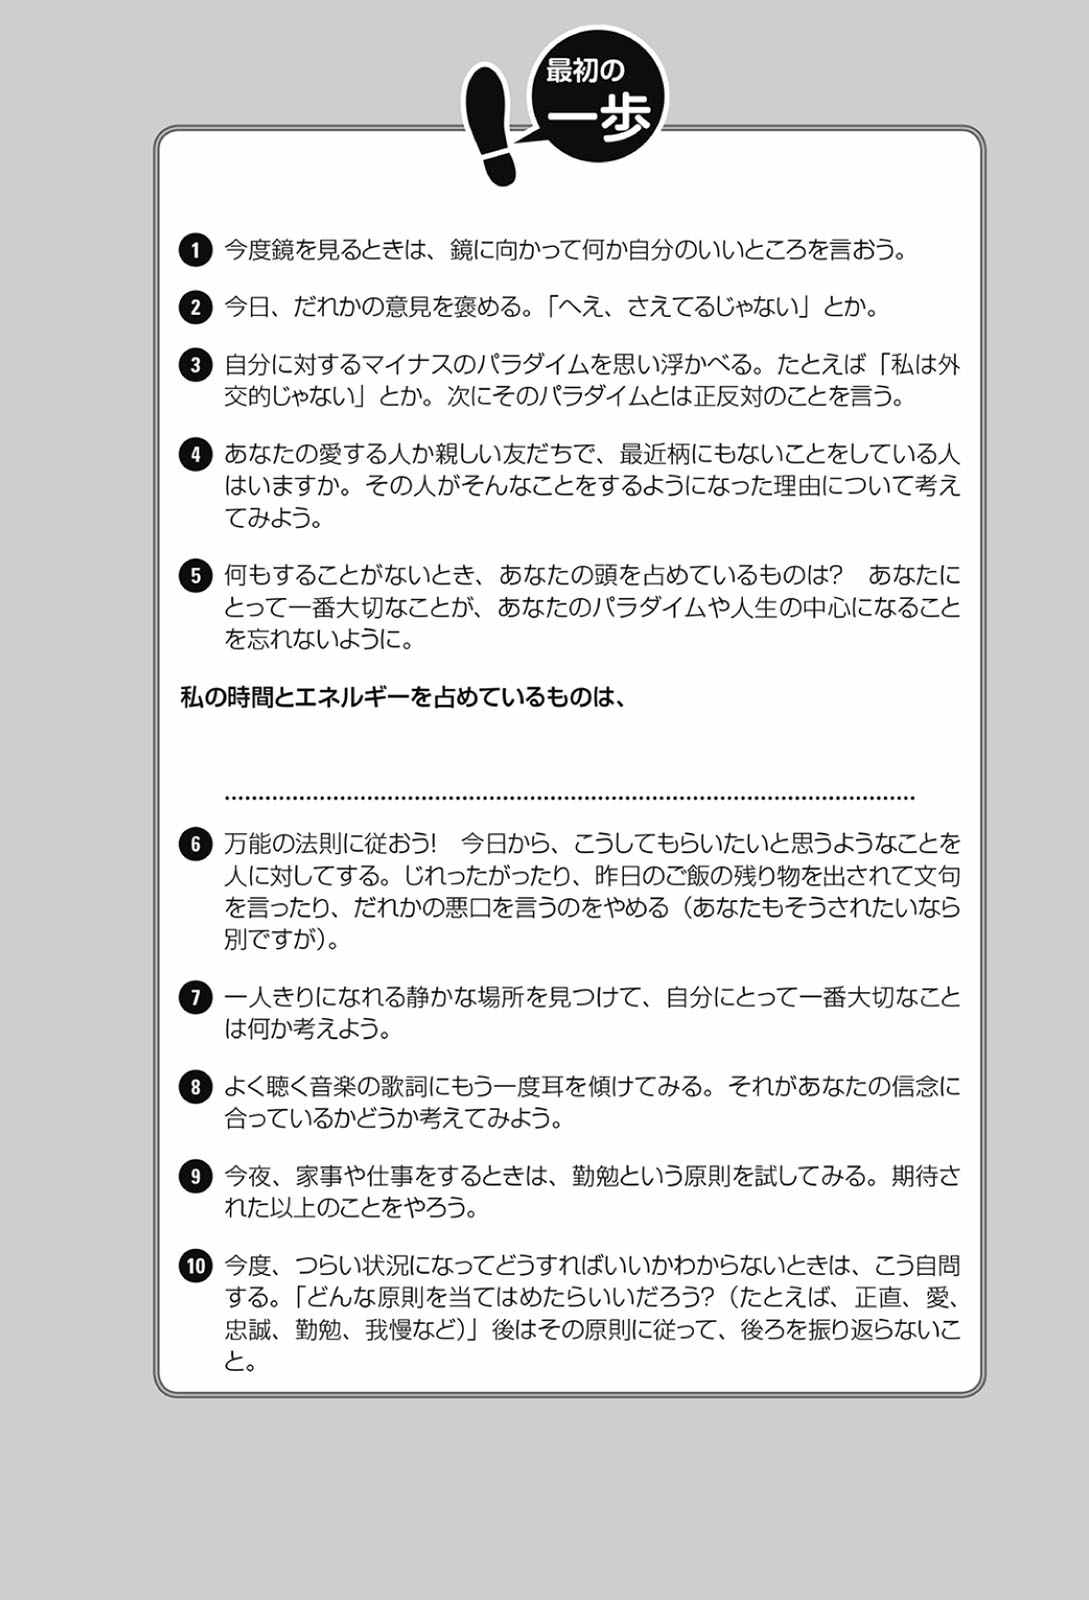 最初の
一歩
1 今度鏡を見るときは、鏡に向かって何か自分のいいところを言おう。
2 今日、だれかの意見を褒める。「へえ、さえてるじゃない」とか。
3 自分に対するマイナスのパラダイムを思い浮かべる。たとえば「私は外
交的じゃない」とか。次にそのパラダイムとは正反対のことを言う。
4 あなたの愛する人か親しい友だちで、最近柄にもないことをしている人
はいますか。その人がそんなことをするようになった理由について考え
てみよう。
5 何もすることがないとき、あなたの頭を占めているものは?　あなたに
とって一番大切なことが、あなたのパラダイムや人生の中心になること
を忘れないように。
私の時間とエネルギーを占めているものは、
6 万能の法則に従おう!　今日から、こうしてもらいたいと思うようなことを
人に対してする。じれったがったり、昨日のご飯の残り物を出されて文句
を言ったり、だれかの悪口を言うのをやめる（あなたもそうされたいなら
別ですが）。
7 一人きりになれる静かな場所を見つけて、自分にとって一番大切なこと
は何か考えよう。
8 よく聴く音楽の歌詞にもう一度耳を傾けてみる。それがあなたの信念に
合っているかどうか考えてみよう。
9 今夜、家事や仕事をするときは、勤勉という原則を試してみる。期待さ
れた以上のことをやろう。
10 今度、つらい状況になってどうすればいいかわからないときは、こう自問
する。「どんな原則を当てはめたらいいだろう?（たとえば、正直、愛、
忠誠、勤勉、我慢など）」後はその原則に従って、後ろを振り返らないこ
と。